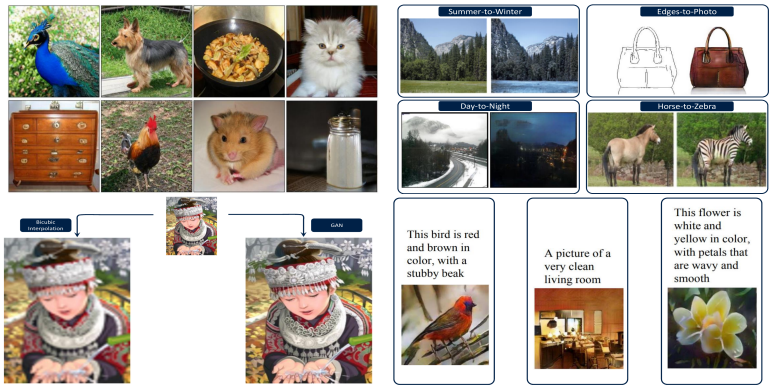 Summer-to-Winter
Edges-to-Photo
Day-to-Night
Horse-to-Zebra
Bicubic
Interpolation
GAN
This bird is red
and brown in
color, with a
stubby beak
A picture of a
very clean
living room
This flower is
white and
yellow in color,
with petals that
are wavy and
smooth